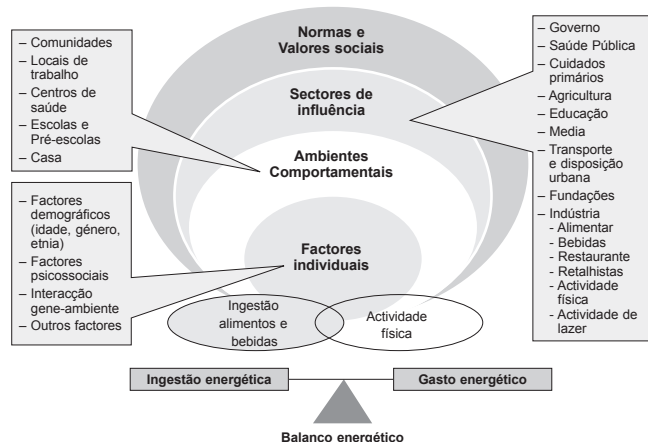 Normas e
Valores sociais
Sectores de
influência
Ambientes
Comportamentais
Factores
individuais
– Comunidades
– Locais de
trabalho
– Centros de
saúde
– Escolas e
Pré-escolas
– Casa
– Factores
demográficos
(idade, género,
etnia)
– Factores
psicossociais
– Interacção
gene-ambiente
– Outros factores
– Governo
– Saúde Pública
– Cuidados
primários
– Agricultura
– Educação
– Media
– Transporte
e disposição
urbana
– Fundações
– Indústria
- Alimentar
- Bebidas
- Restaurante
- Retalhistas
- Actividade
física
- Actividade de
lazer
Ingestão
alimentos e
bebidas
Actividade
física
Ingestão energética
Gasto energético
Balanço energético